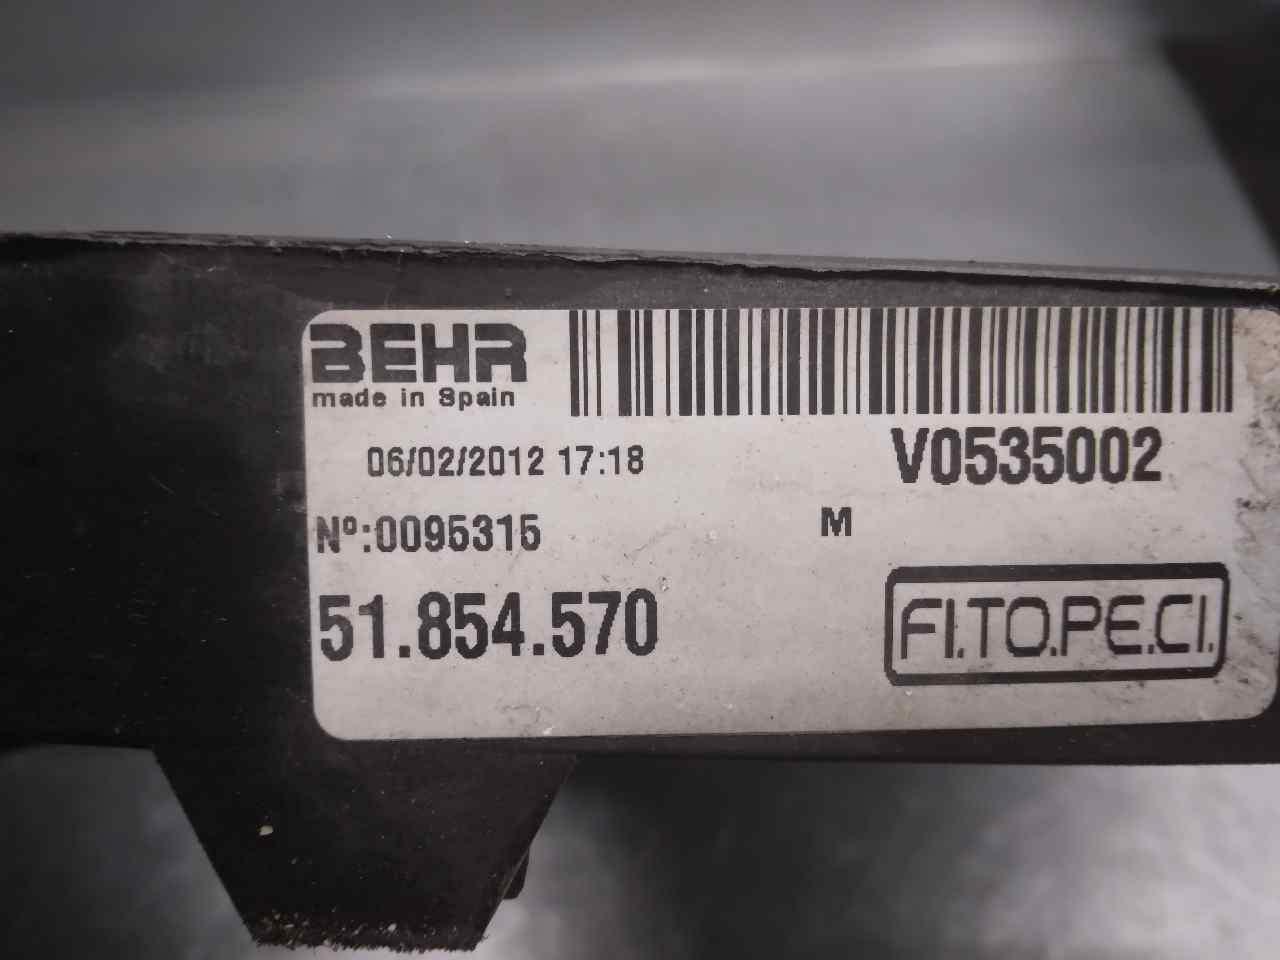 BEHR
made in Spain
06/02/2012 17:18
V0535002
Nº:0095315
M
51.854.570
FI.TO.PE.CI.